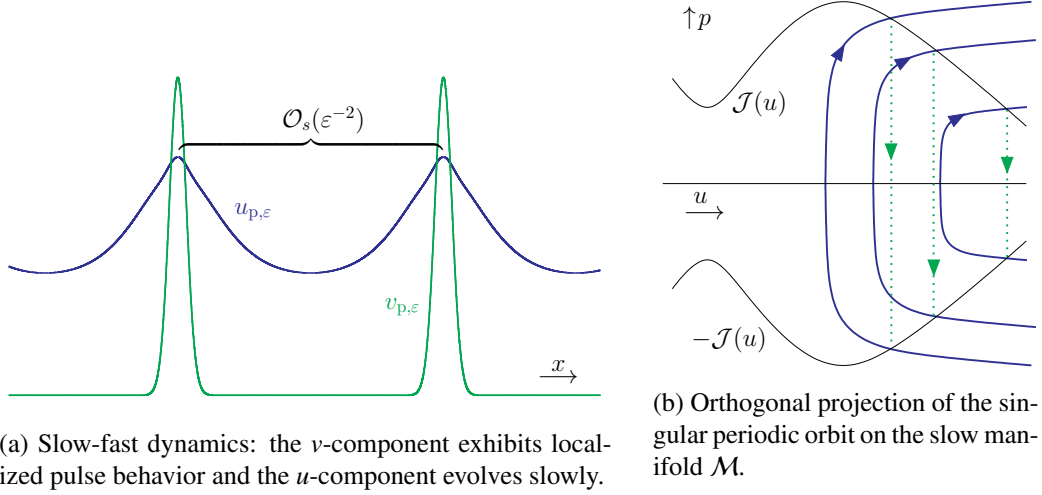 𝒪ₛ(ε⁻²)
u_{p,ε}
v_{p,ε}
x
(a) Slow-fast dynamics: the v-component exhibits local-
ized pulse behavior and the u-component evolves slowly.
↑p
𝒥(u)
u
−𝒥(u)
(b) Orthogonal projection of the sin-
gular periodic orbit on the slow man-
ifold ℳ.